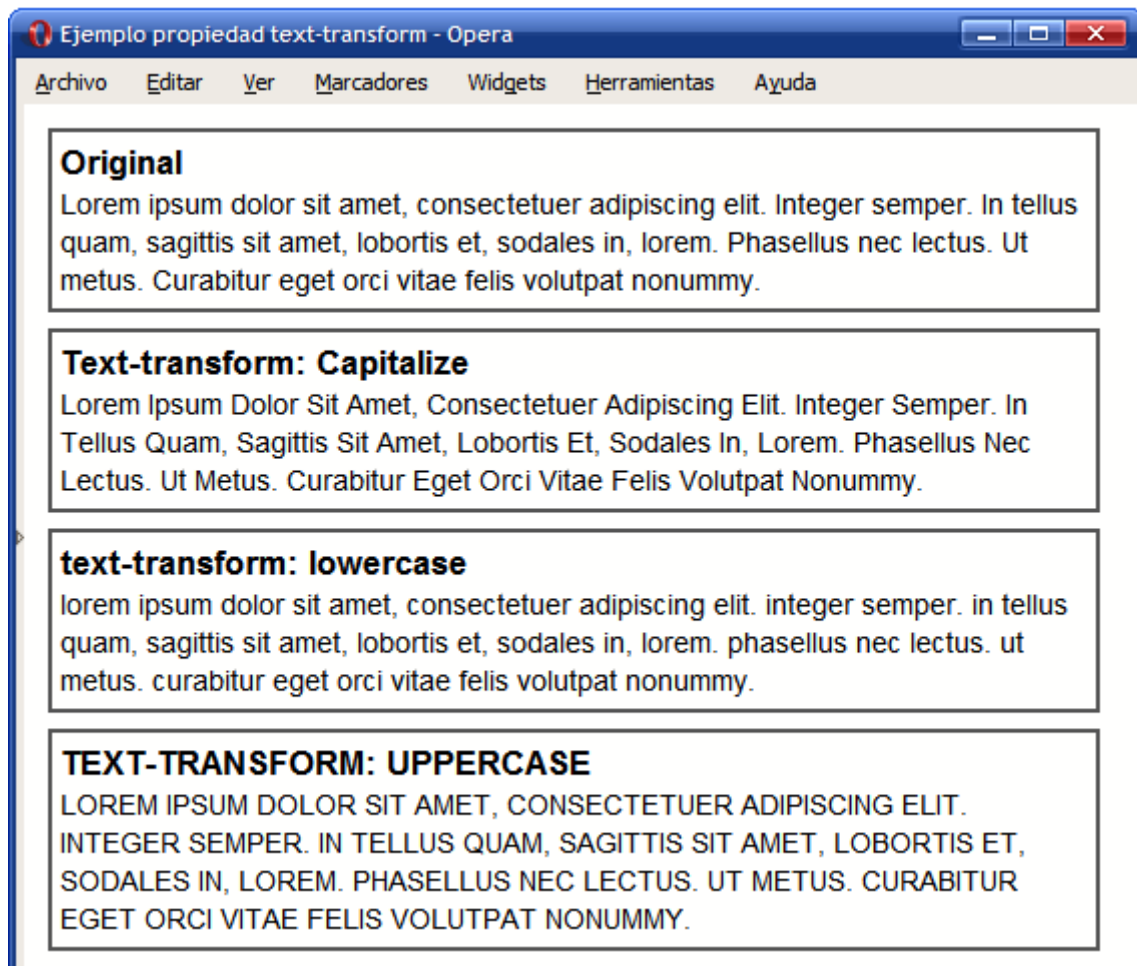 Ejemplo propiedad text-transform - Opera
Archivo Editar Ver Marcadores Widgets Herramientas Ayuda
Original
Lorem ipsum dolor sit amet, consectetuer adipiscing elit. Integer semper. In tellus
quam, sagittis sit amet, lobortis et, sodales in, lorem. Phasellus nec lectus. Ut
metus. Curabitur eget orci vitae felis volutpat nonummy.
Text-transform: Capitalize
Lorem Ipsum Dolor Sit Amet, Consectetuer Adipiscing Elit. Integer Semper. In
Tellus Quam, Sagittis Sit Amet, Lobortis Et, Sodales In, Lorem. Phasellus Nec
Lectus. Ut Metus. Curabitur Eget Orci Vitae Felis Volutpat Nonummy.
text-transform: lowercase
lorem ipsum dolor sit amet, consectetuer adipiscing elit. integer semper. in tellus
quam, sagittis sit amet, lobortis et, sodales in, lorem. phasellus nec lectus. ut
metus. curabitur eget orci vitae felis volutpat nonummy.
TEXT-TRANSFORM: UPPERCASE
LOREM IPSUM DOLOR SIT AMET, CONSECTETUER ADIPISCING ELIT.
INTEGER SEMPER. IN TELLUS QUAM, SAGITTIS SIT AMET, LOBORTIS ET,
SODALES IN, LOREM. PHASELLUS NEC LECTUS. UT METUS. CURABITUR
EGET ORCI VITAE FELIS VOLUTPAT NONUMMY.